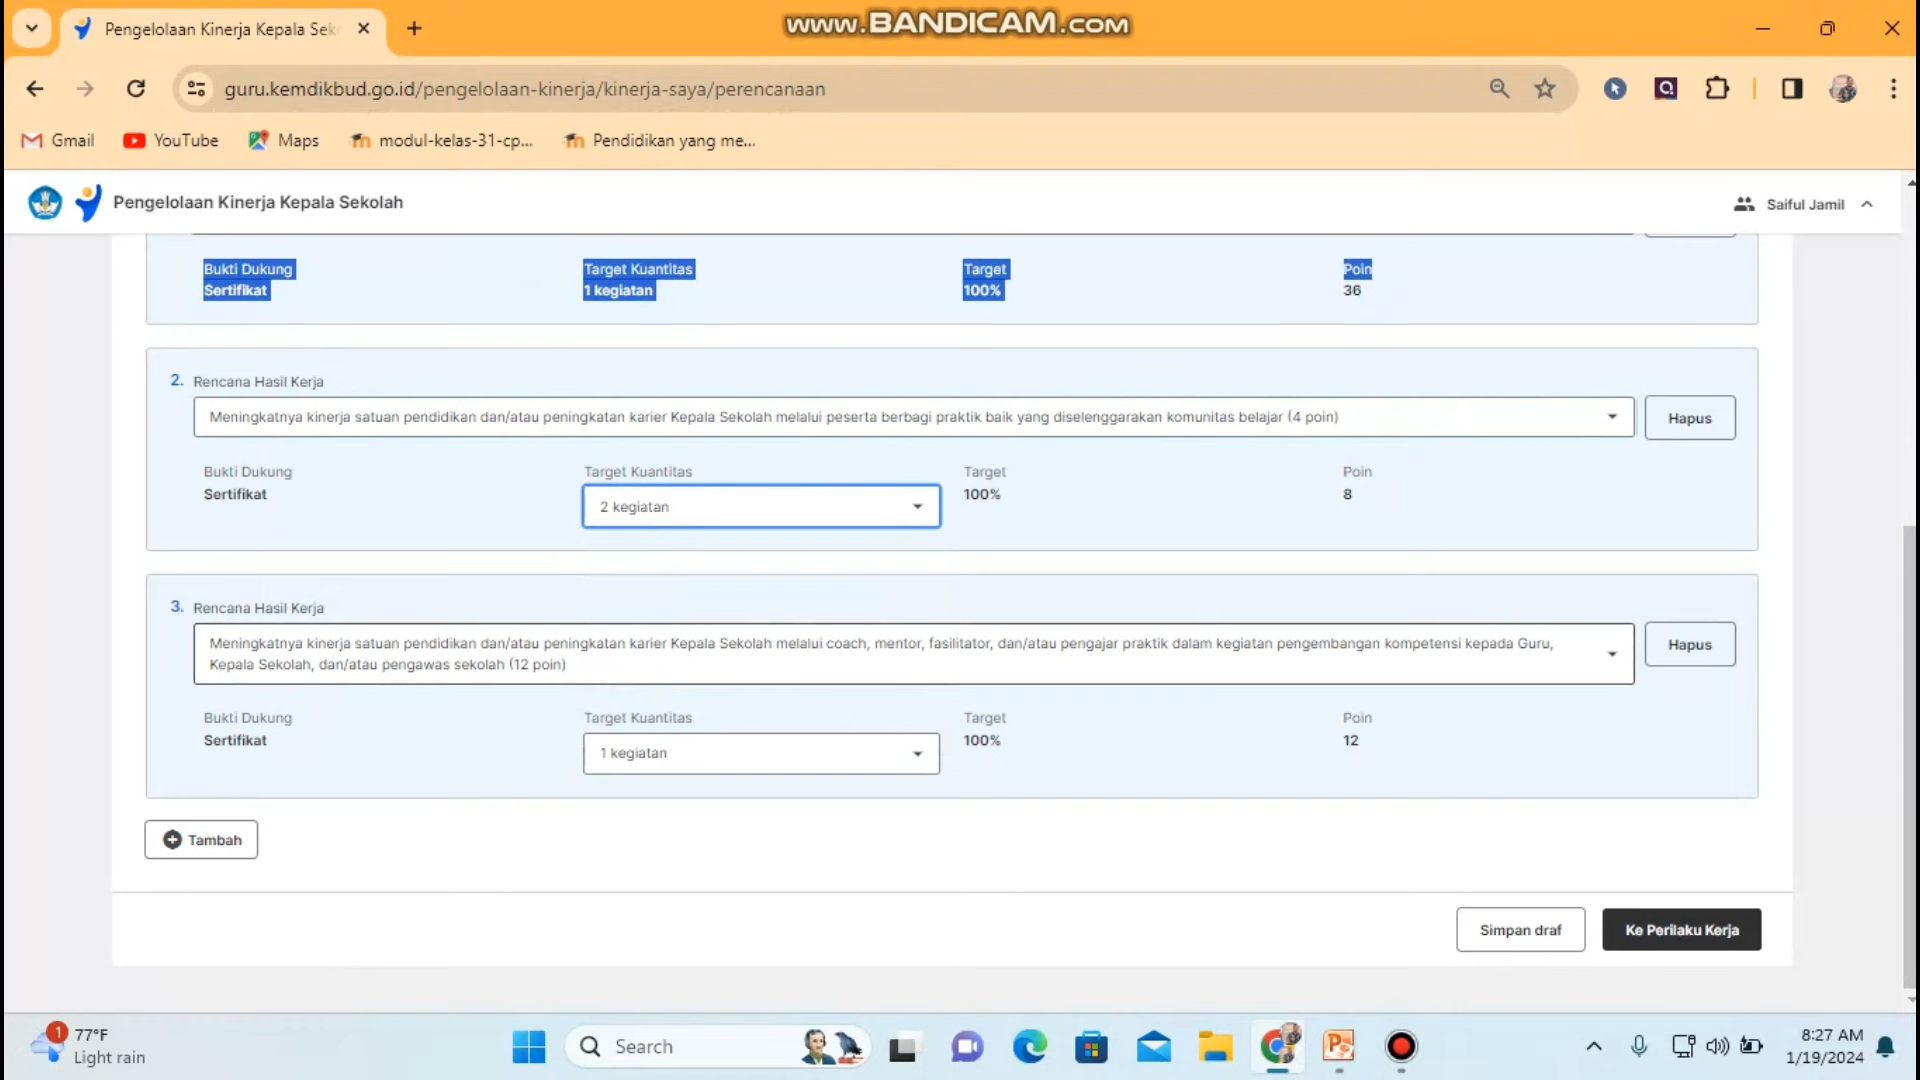 Pengelolaan Kinerja Kepala Sek
www.BANDICAM.com
guru.kemdikbud.go.id/pengelolaan-kinerja/kinerja-saya/perencanaan
Gmail
YouTube
Maps
modul-kelas-31-cp...
Pendidikan yang me...
Pengelolaan Kinerja Kepala Sekolah
Saiful Jamil
Bukti Dukung
Target Kuantitas
Target
Poin
Sertifikat
1 kegiatan
100%
36
2. Rencana Hasil Kerja
Meningkatnya kinerja satuan pendidikan dan/atau peningkatan karier Kepala Sekolah melalui peserta berbagi praktik baik yang diselenggarakan komunitas belajar (4 poin)
Hapus
Bukti Dukung
Target Kuantitas
Target
Poin
Sertifikat
2 kegiatan
100%
8
3. Rencana Hasil Kerja
Meningkatnya kinerja satuan pendidikan dan/atau peningkatan karier Kepala Sekolah melalui coach, mentor, fasilitator, dan/atau pengajar praktik dalam kegiatan pengembangan kompetensi kepada Guru,
Kepala Sekolah, dan/atau pengawas sekolah (12 poin)
Hapus
Bukti Dukung
Target Kuantitas
Target
Poin
Sertifikat
1 kegiatan
100%
12
Tambah
Simpan draf
Ke Perilaku Kerja
1
77°F
Light rain
Search
8:27 AM
1/19/2024